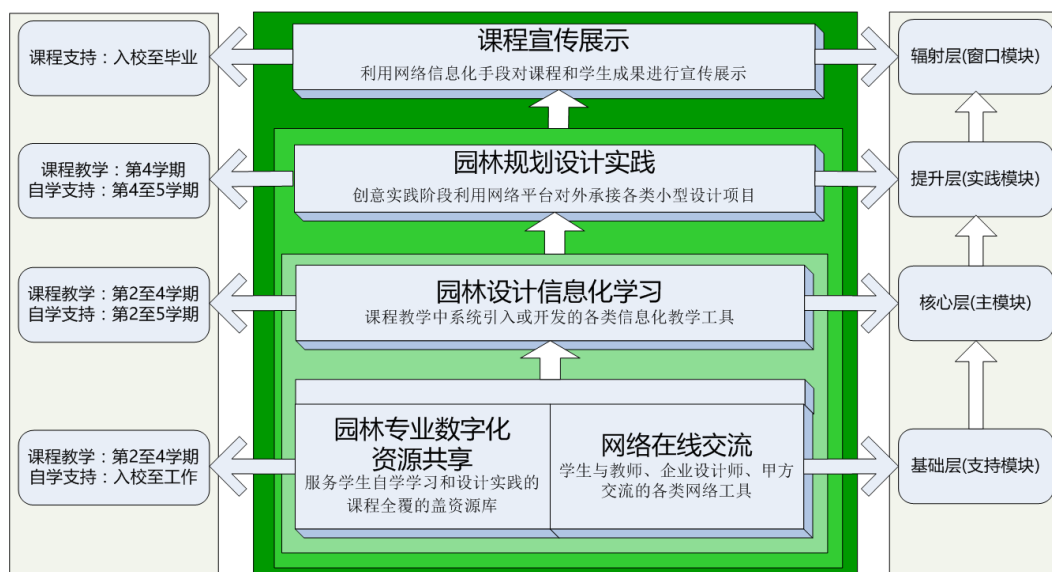 课程支持：入校至毕业
课程宣传展示
利用网络信息化手段对课程和学生成果进行宣传展示
辐射层(窗口模块)
课程教学：第4学期
自学支持：第4至5学期
园林规划设计实践
创意实践阶段利用网络平台对外承接各类小型设计项目
提升层(实践模块)
课程教学：第2至4学期
自学支持：第2至5学期
园林设计信息化学习
课程教学中系统引入或开发的各类信息化教学工具
核心层(主模块)
课程教学：第2至4学期
自学支持：入校至工作
园林专业数字化
资源共享
服务学生自学学习和设计实践的
课程全覆的盖资源库
网络在线交流
学生与教师、企业设计师、甲方
交流的各类网络工具
基础层(支持模块)